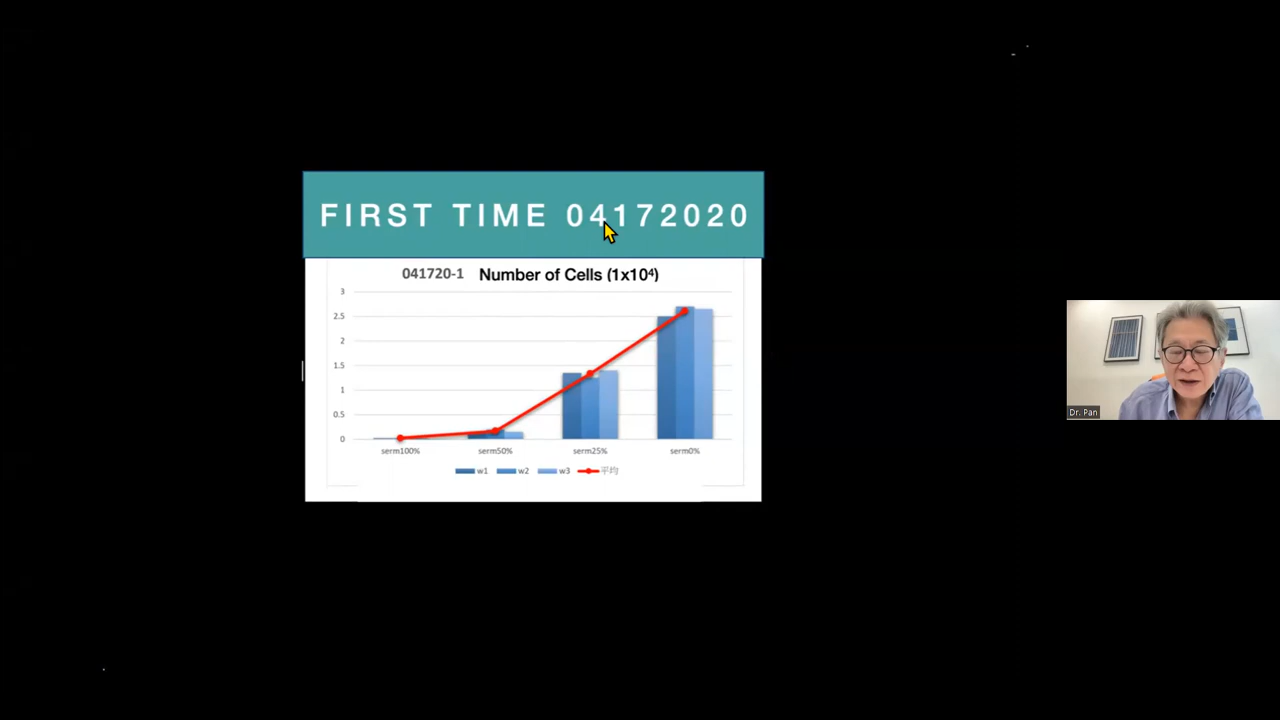 FIRST TIME 04172020
041720-1 Number of Cells (1x10⁴)
3
2.5
2
1.5
1
0.5
0
serm100% serm50% serm25% serm0%
w1 w2 w3 平均
Dr. Pan